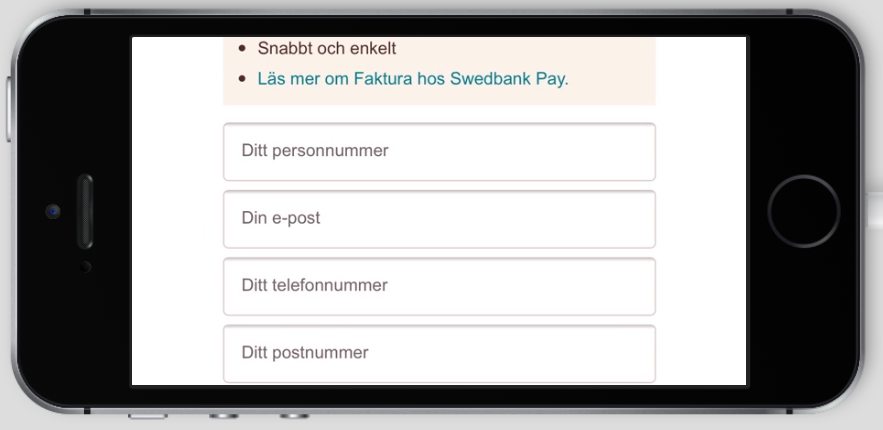 Snabbt och enkelt
Läs mer om Faktura hos Swedbank Pay.
Ditt personnummer
Din e-post
Ditt telefonnummer
Ditt postnummer